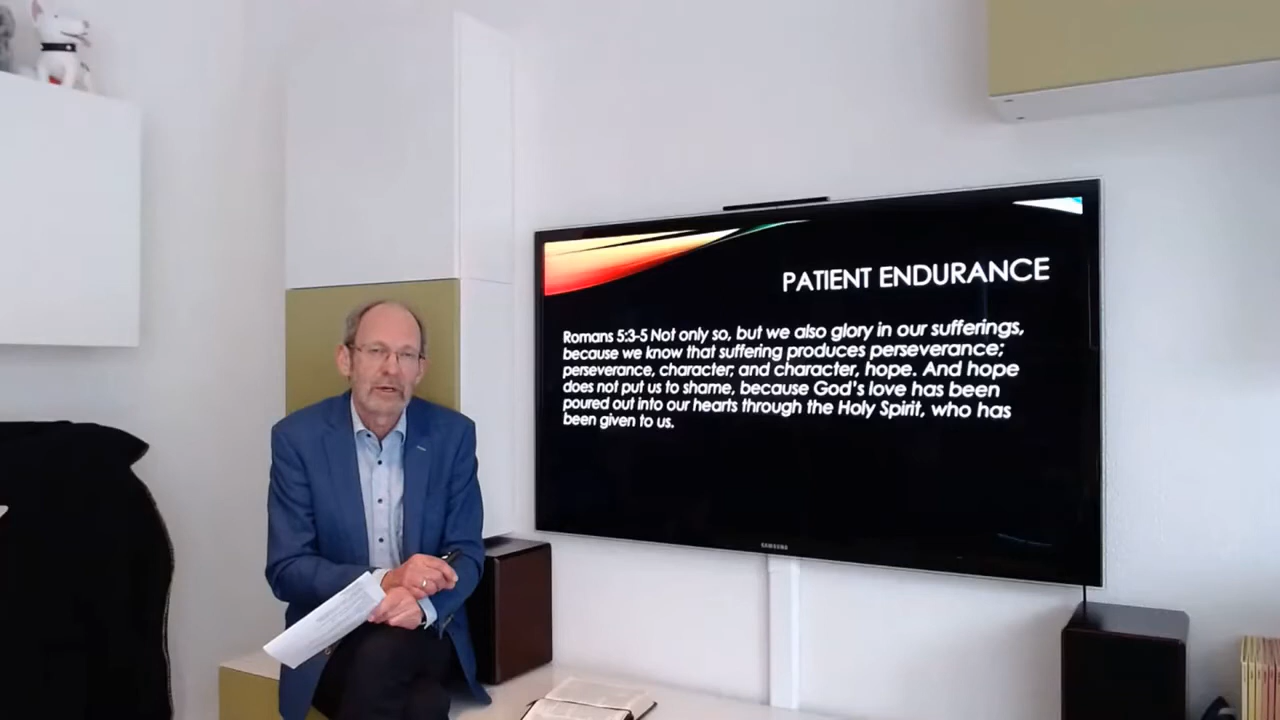 PATIENT ENDURANCE
Romans 5:3-5 Not only so, but we also glory in our sufferings,
because we know that suffering produces perseverance;
perseverance, character; and character, hope. And hope
does not put us to shame, because God's love has been
poured out into our hearts through the Holy Spirit, who has
been given to us.
SAMSUNG